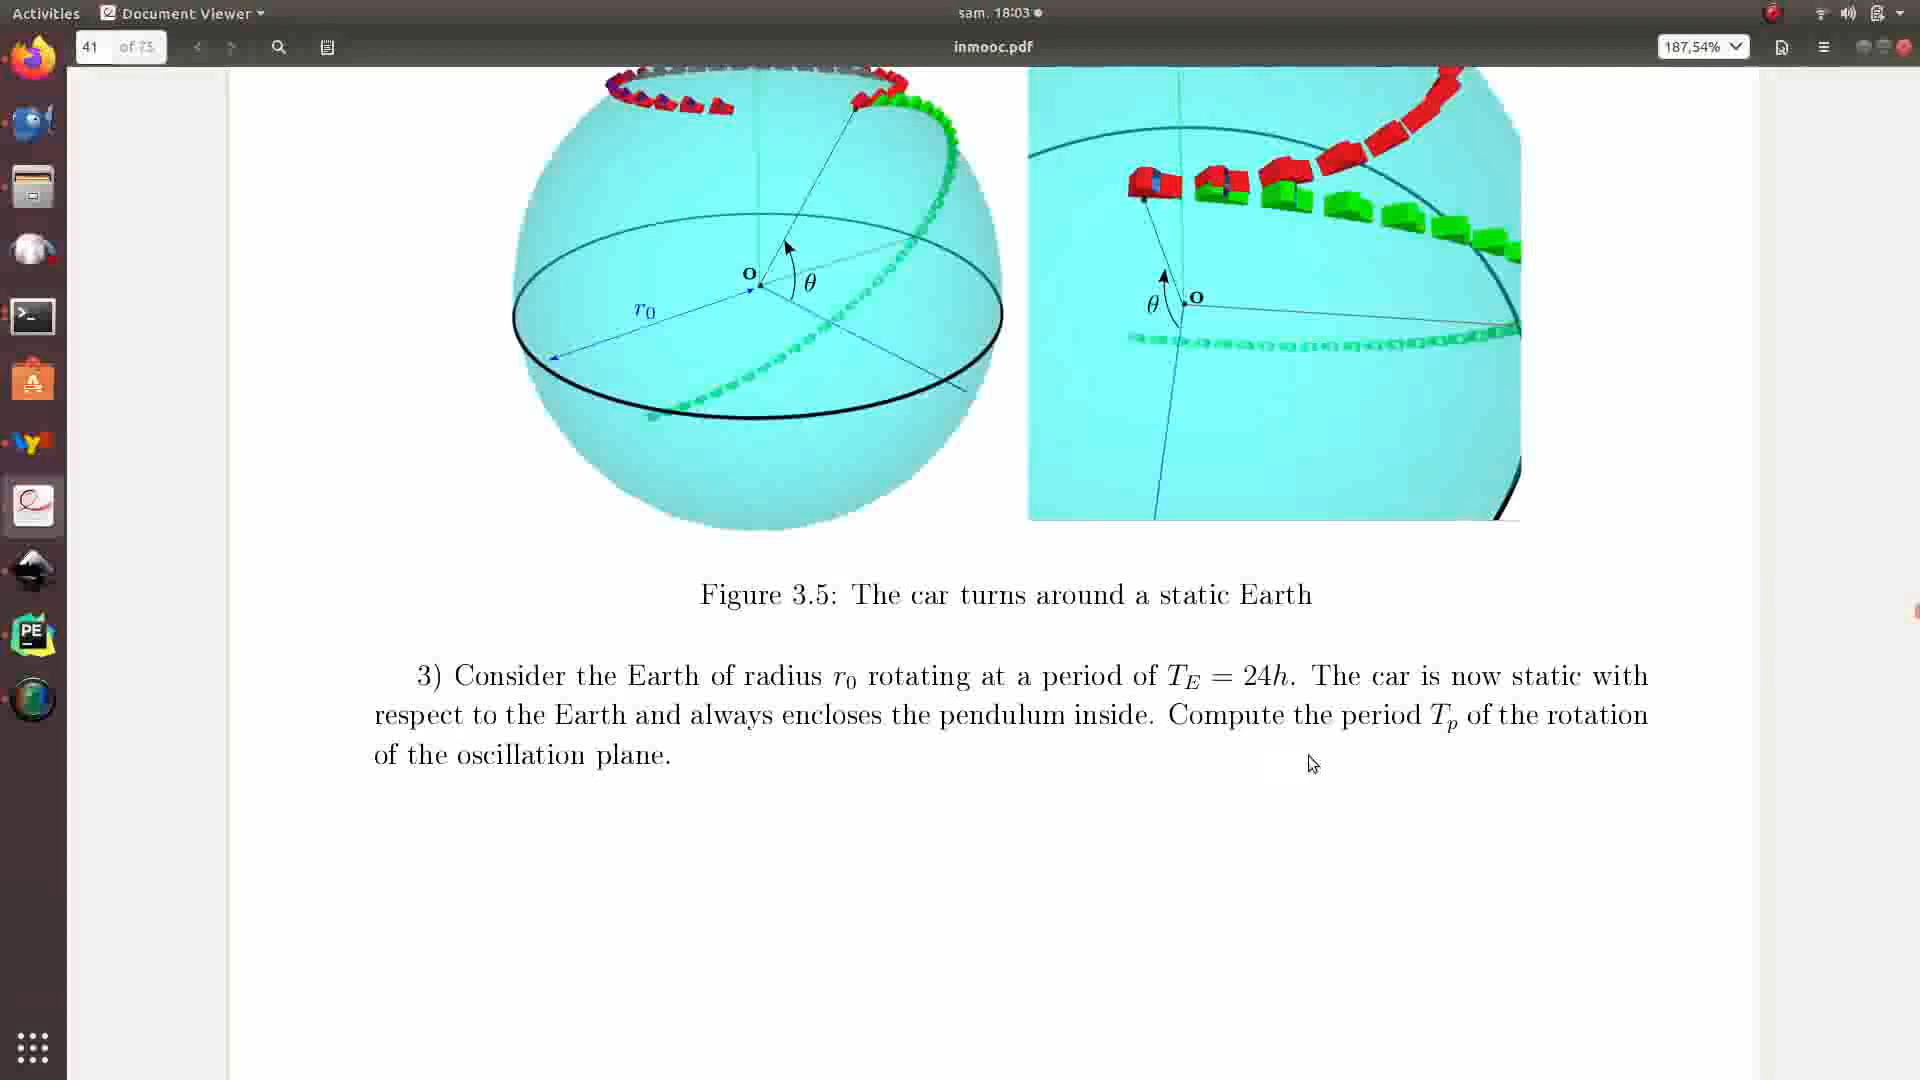 Activities
Document Viewer
sam. 18:03
41
of 75
inmooc.pdf
187,54%
o
θ
r0
θ
o
PE
Figure 3.5: The car turns around a static Earth
3) Consider the Earth of radius r0 rotating at a period of TE = 24h. The car is now static with
respect to the Earth and always encloses the pendulum inside. Compute the period Tp of the rotation
of the oscillation plane.